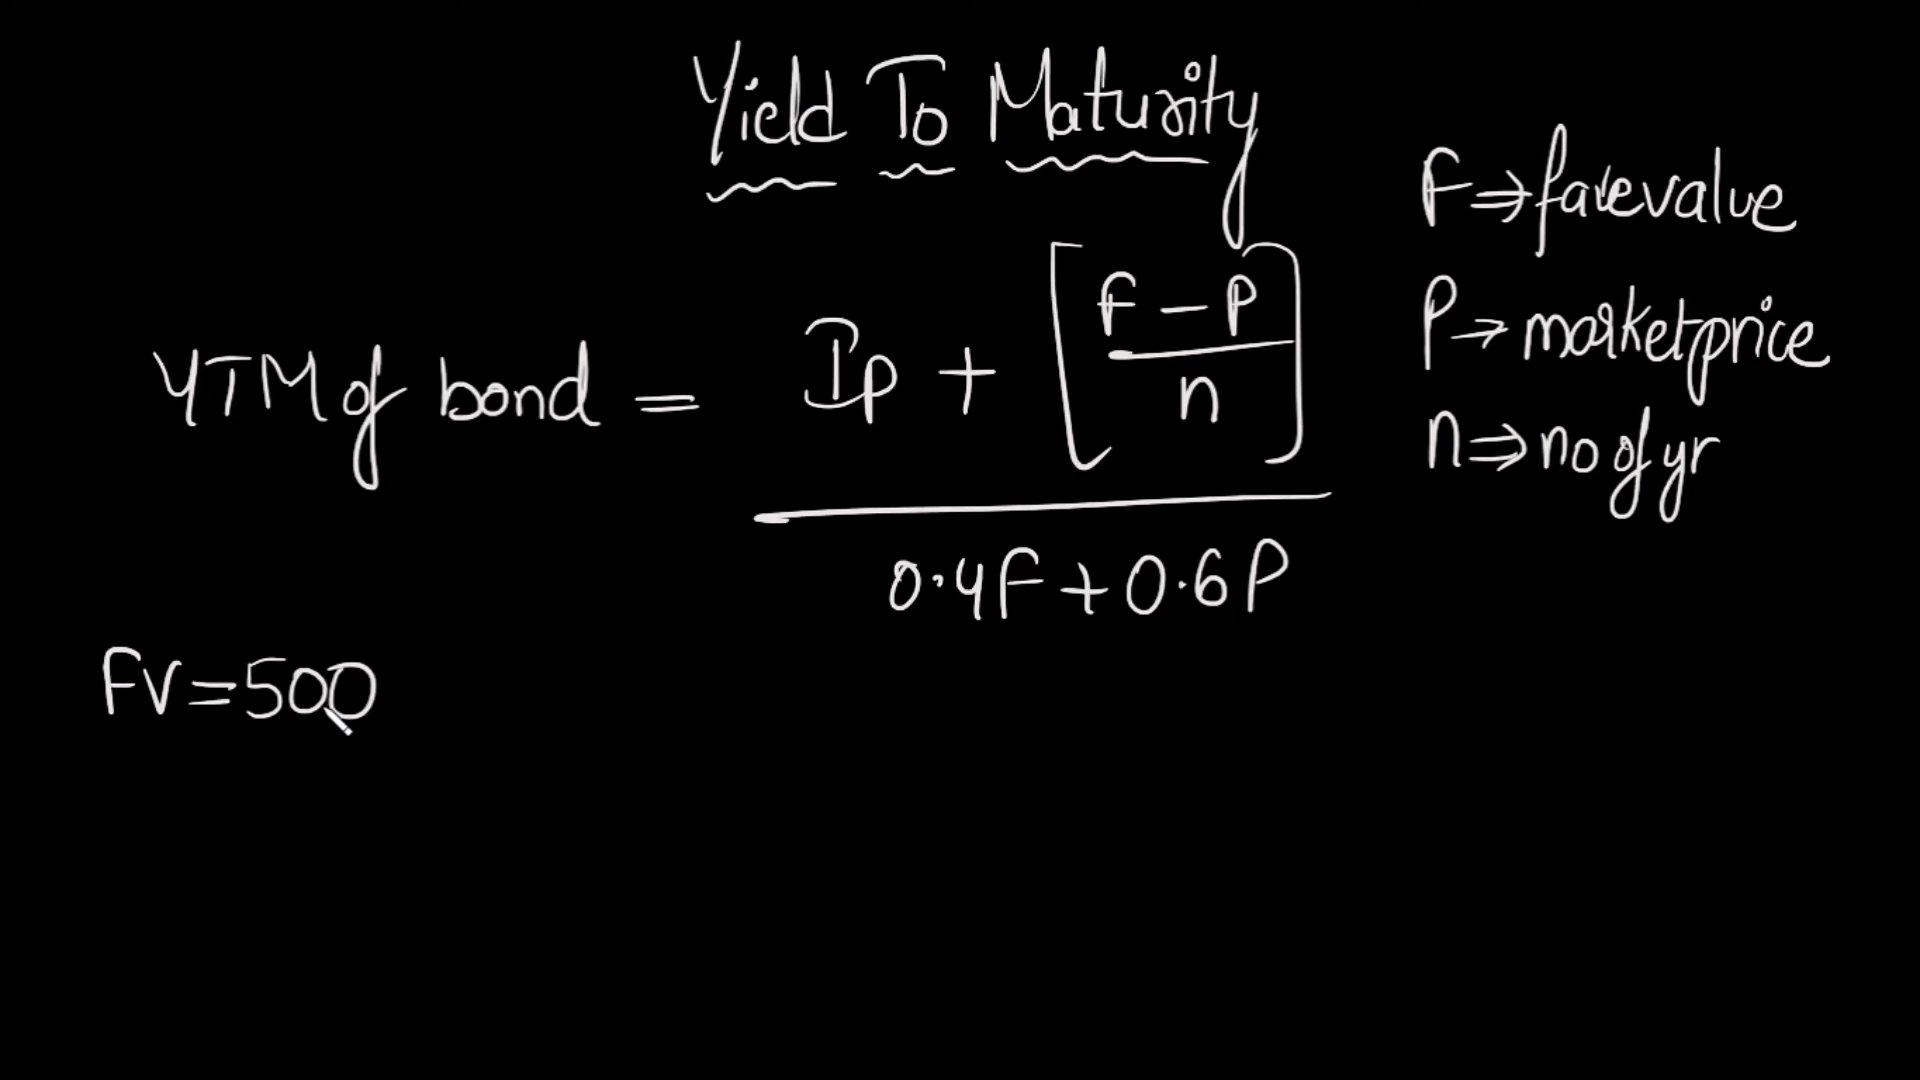 Yield To Maturity
F⇒facevalue
P→marketprice
n⇒no of yr
YTM of bond = Ip + [F - P / n]
0.4F + 0.6P
FV=500